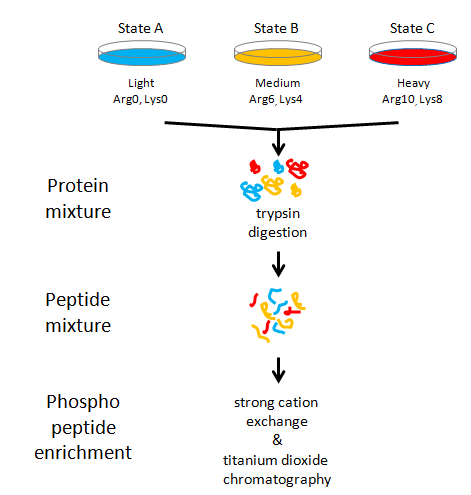 State A
State B
State C
Light
Arg0, Lys0
Medium
Arg6, Lys4
Heavy
Arg10, Lys8
Protein
mixture
trypsin
digestion
Peptide
mixture
Phospho
peptide
enrichment
strong cation
exchange
&
titanium dioxide
chromatography